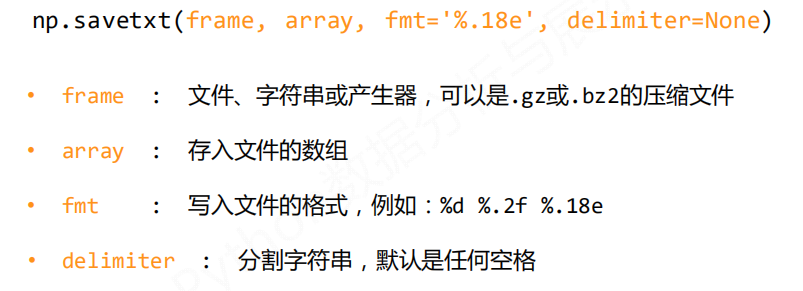 np.savetxt(frame, array, fmt='%.18e', delimiter=None)
• frame : 文件、字符串或产生器，可以是.gz或.bz2的压缩文件
• array : 存入文件的数组
• fmt : 写入文件的格式，例如：%d %.2f %.18e
• delimiter : 分割字符串，默认是任何空格